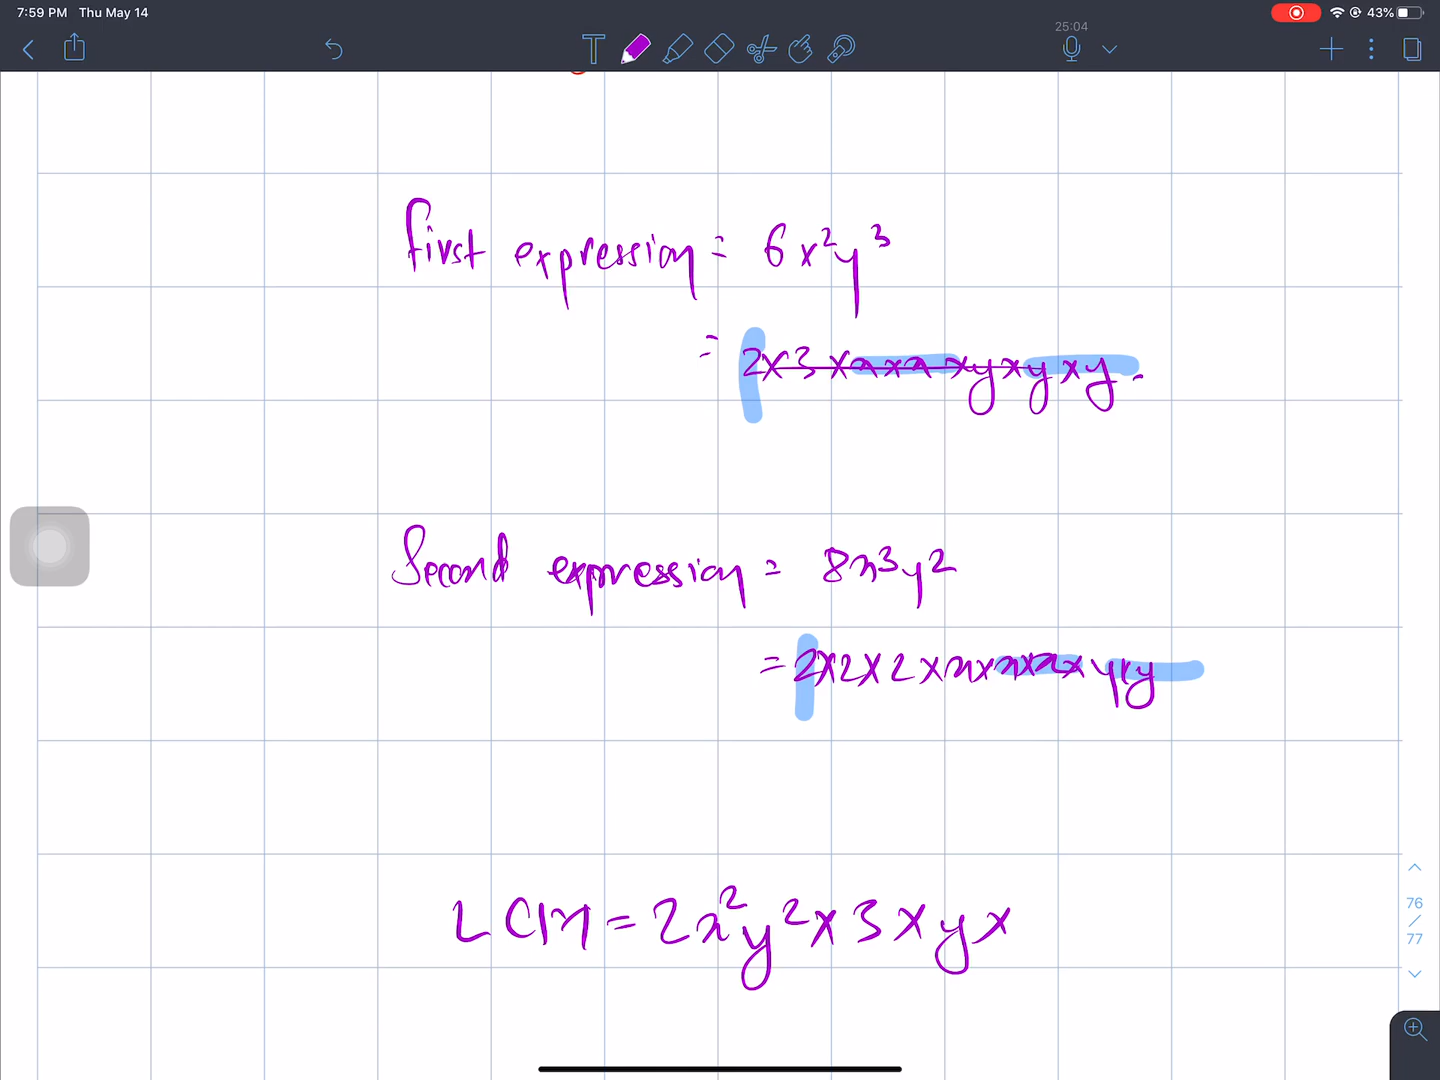 7:59 PM Thu May 14
43%
25:04
First expression = 6x²y³
= 2×3×x×x×y×y×y.
Second expression = 8x³y²
= 2×2×2×x×x×x×y×y
LCM = 2x²y²×3×y×
76
/
77